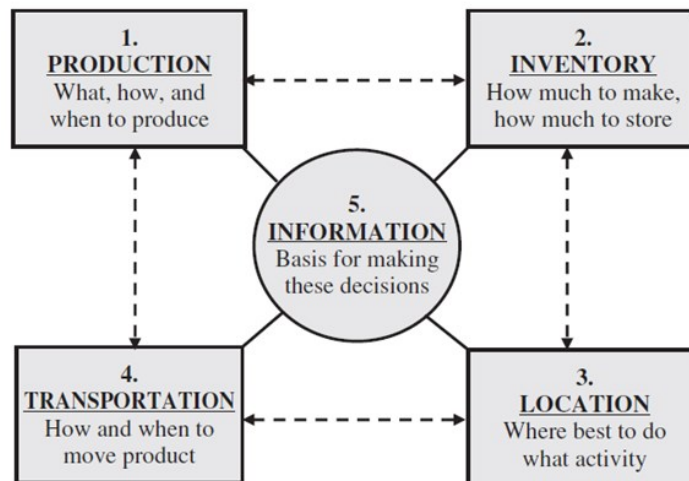 1.
PRODUCTION
What, how, and
when to produce
2.
INVENTORY
How much to make,
how much to store
5.
INFORMATION
Basis for making
these decisions
4.
TRANSPORTATION
How and when to
move product
3.
LOCATION
Where best to do
what activity